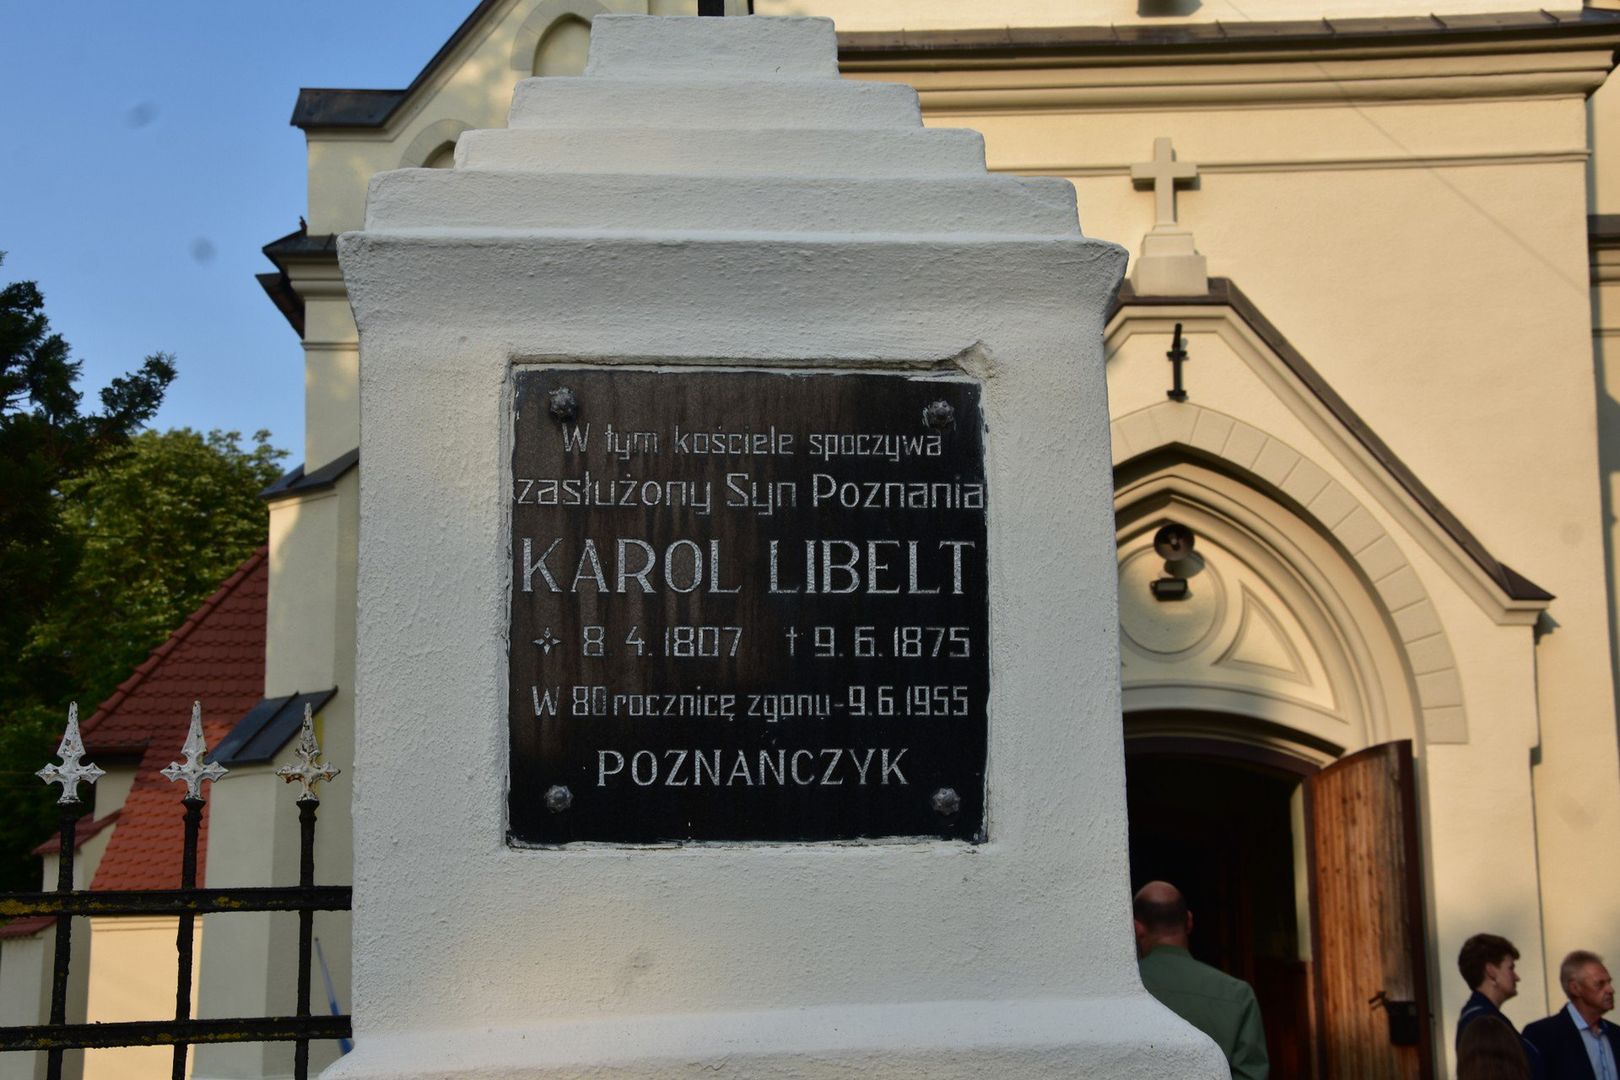 W tym kościele spoczywa
zasłużony Syn Poznania
KAROL LIBELT
✧ 8.4.1807 † 9.6.1875
W 80 rocznicę zgonu - 9.6.1955
POZNAŃCZYK